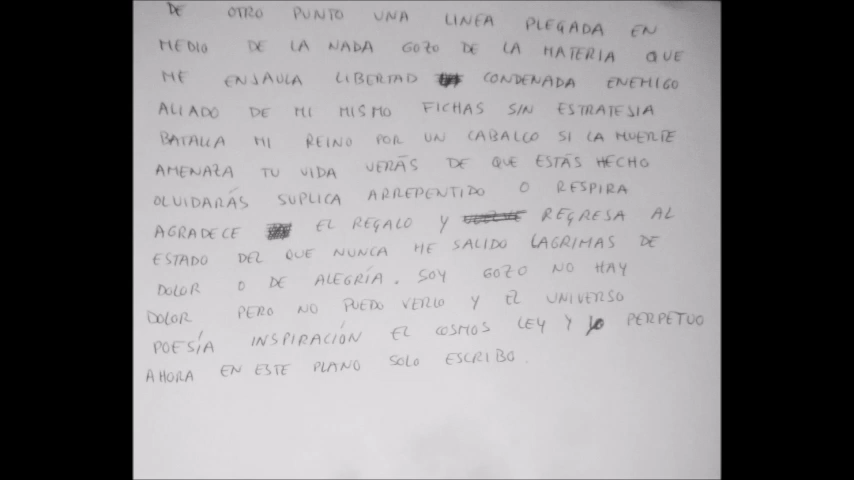 DE OTRO PUNTO UNA LINEA PLEGADA EN
MEDIO DE LA NADA GOZO DE LA MATERIA QUE
ME ENJAULA LIBERTAD CONDENADA ENEMIGO
ALIADO DE MI MISMO FICHAS SIN ESTRATEGIA
BATALLA MI REINO POR UN CABALLO SI LA MUERTE
AMENAZA TU VIDA VERÁS DE QUE ESTÁS HECHO
OLVIDARÁS SUPLICA ARREPENTIDO O RESPIRA
AGRADECE EL REGALO Y REGRESA AL
ESTADO DEL QUE NUNCA HE SALIDO LAGRIMAS DE
DOLOR O DE ALEGRÍA. SOY GOZO NO HAY
DOLOR PERO NO PUEDO VERLO Y EL UNIVERSO
POESÍA INSPIRACIÓN EL COSMOS LEY Y YO PERPETUO
AHORA EN ESTE PLANO SOLO ESCRIBO.